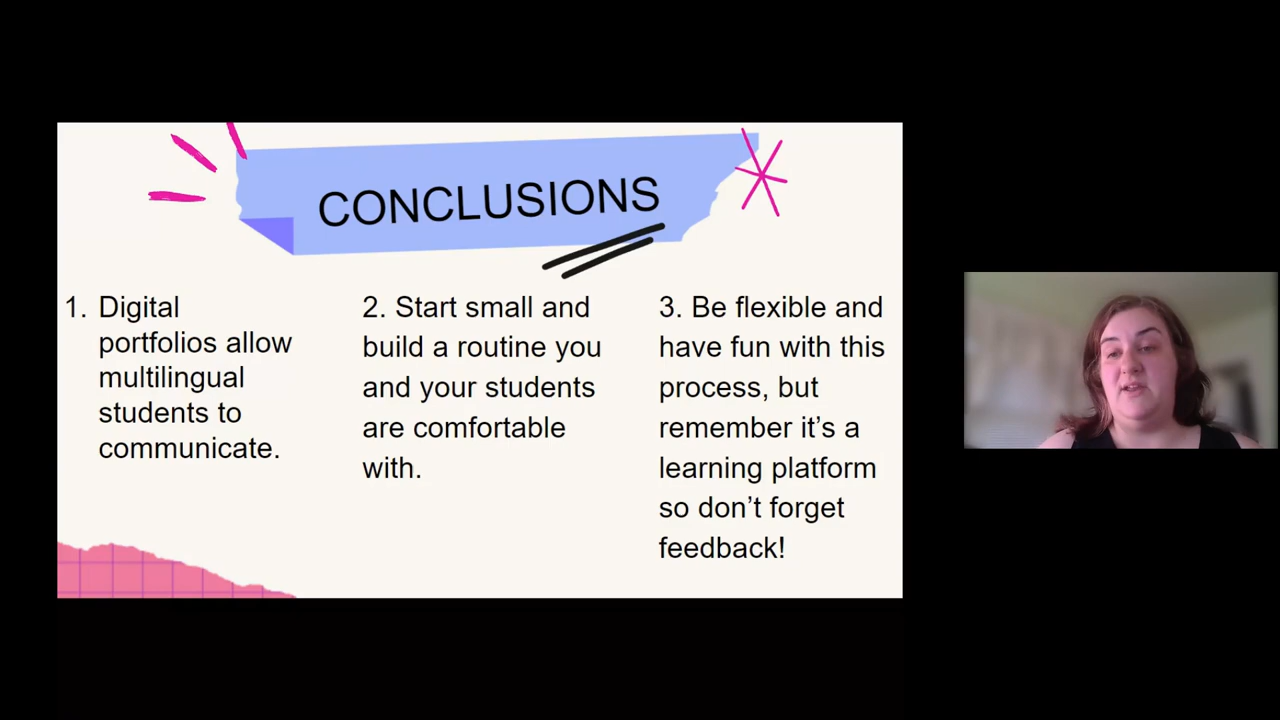 CONCLUSIONS
1. Digital
portfolios allow
multilingual
students to
communicate.
2. Start small and
build a routine you
and your students
are comfortable
with.
3. Be flexible and
have fun with this
process, but
remember it’s a
learning platform
so don’t forget
feedback!